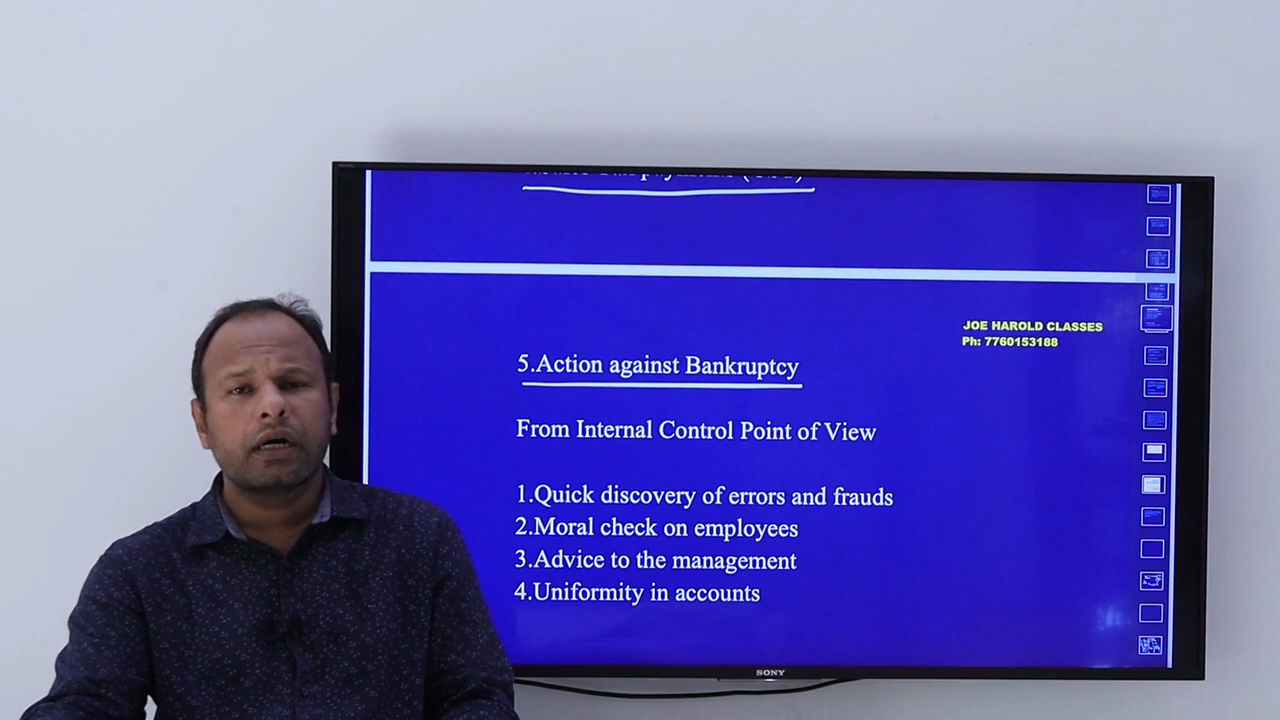 JOE HAROLD CLASSES
Ph: 7760153188
5.Action against Bankruptcy
From Internal Control Point of View
1.Quick discovery of errors and frauds
2.Moral check on employees
3.Advice to the management
4.Uniformity in accounts
SONY